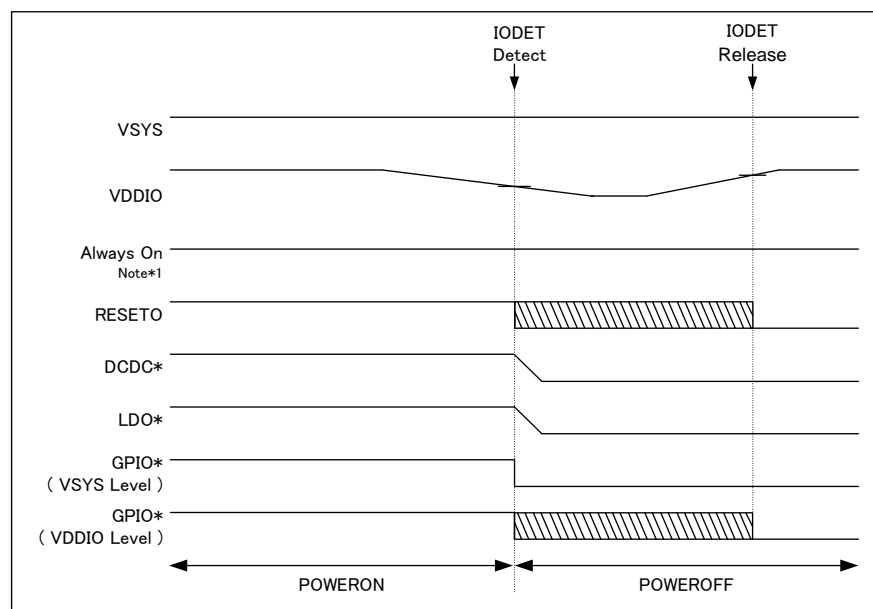 IODET
Detect
IODET
Release
VSYS
VDDIO
Always On
Note*1
RESETO
DCDC*
LDO*
GPIO*
( VSYS Level )
GPIO*
( VDDIO Level )
POWERON
POWEROFF